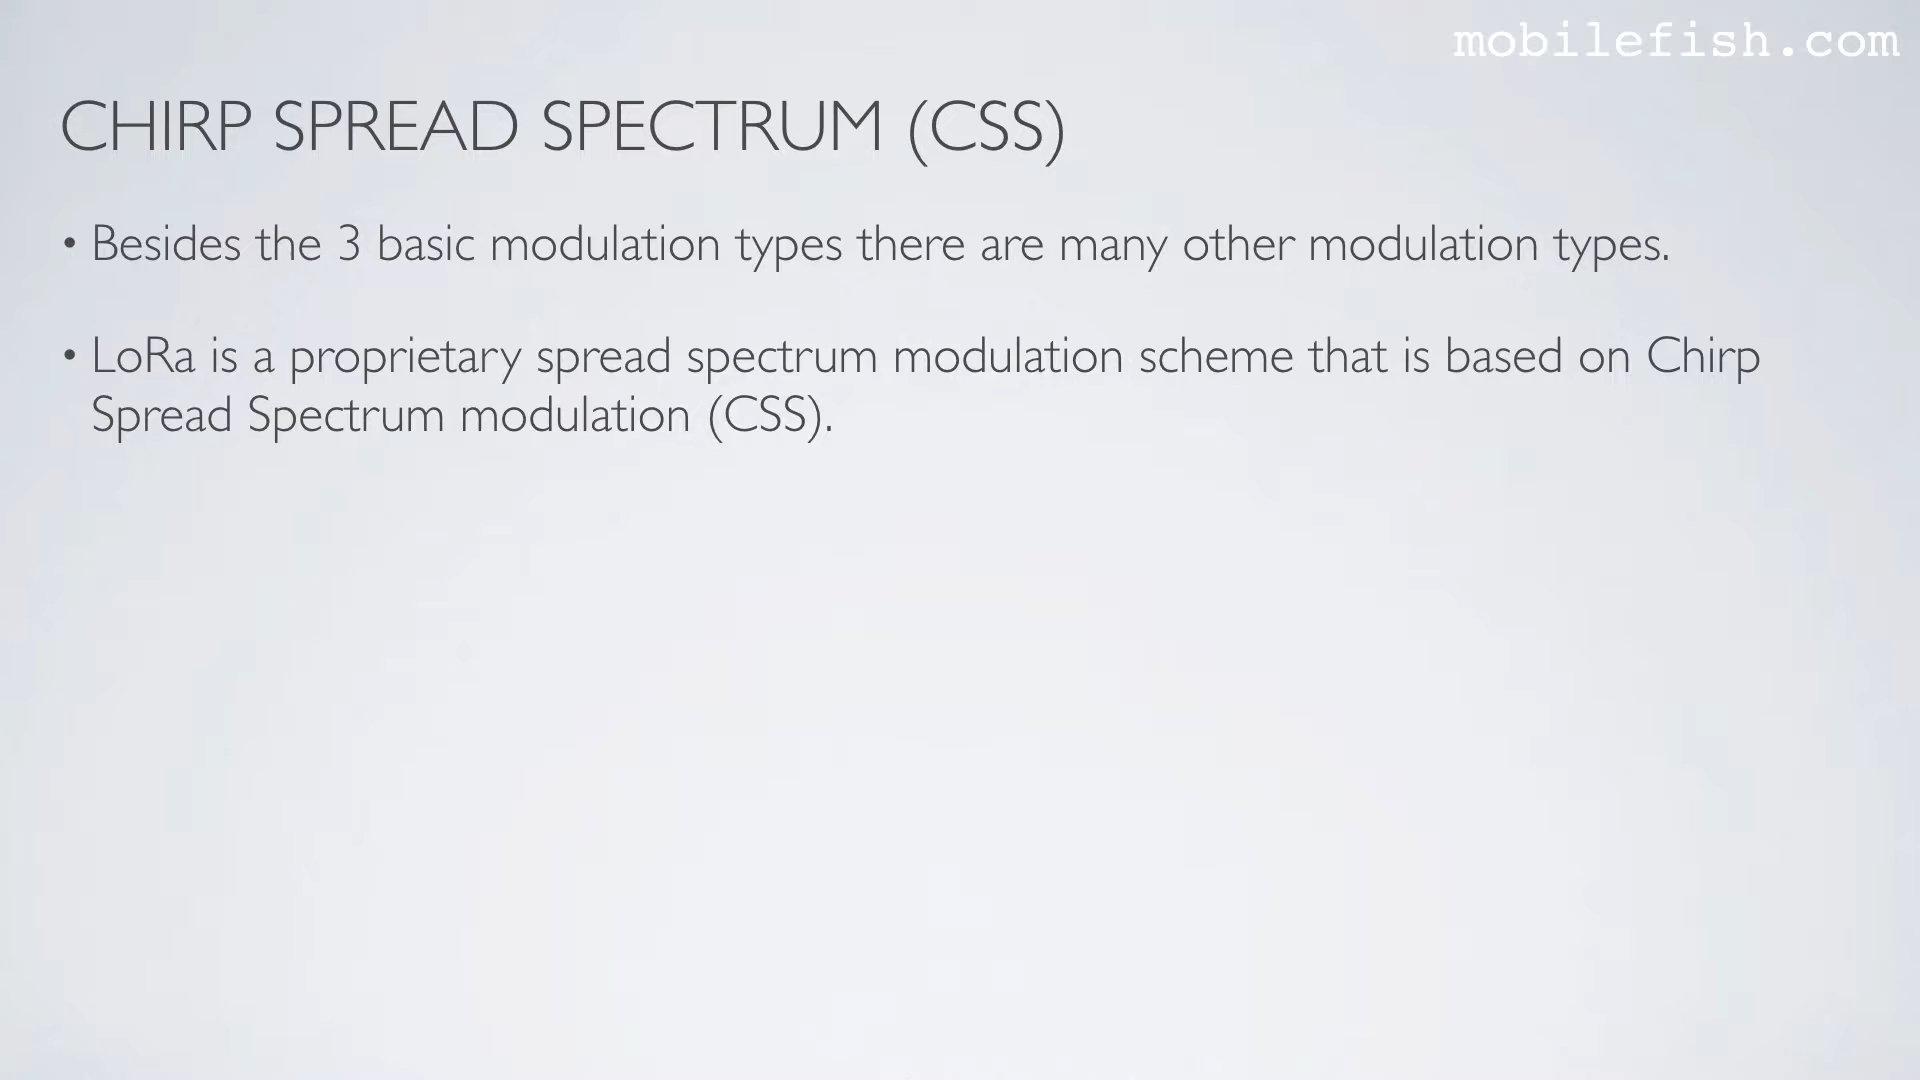 mobilefish.com
CHIRP SPREAD SPECTRUM (CSS)
• Besides the 3 basic modulation types there are many other modulation types.
• LoRa is a proprietary spread spectrum modulation scheme that is based on Chirp
Spread Spectrum modulation (CSS).